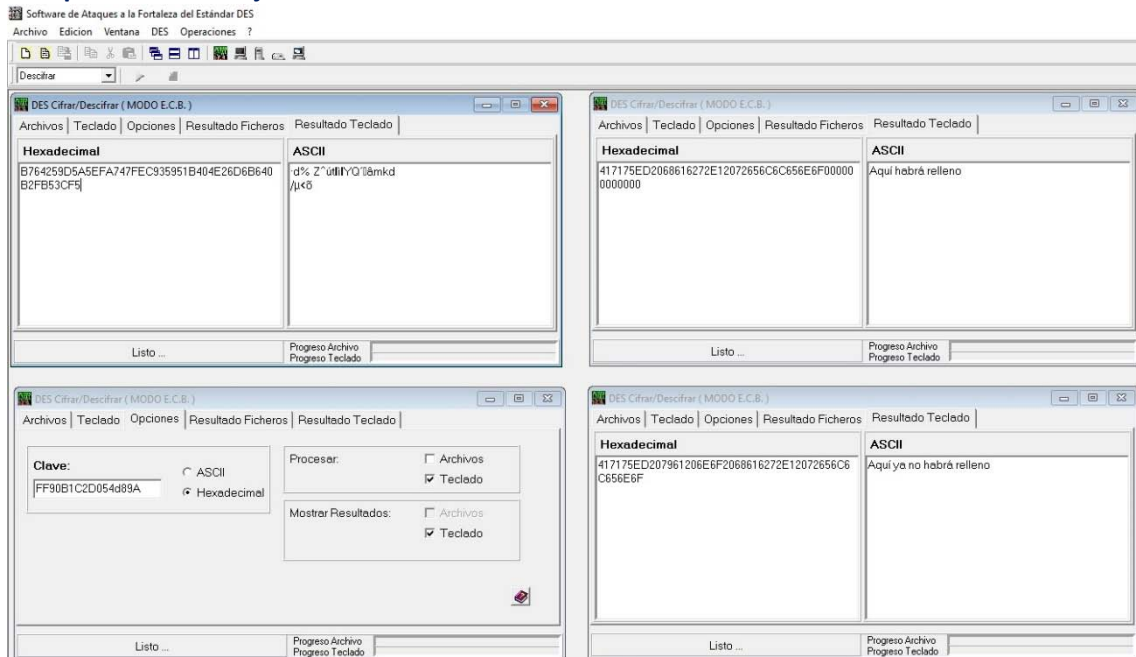 Software de Ataques a la Fortaleza del Estándar DES
Archivo Edicion Ventana DES Operaciones ?
Descifrar
DES Cifrar/Descifrar ( MODO E.C.B. )
Archivos | Teclado | Opciones | Resultado Ficheros Resultado Teclado
Hexadecimal ASCII
B764259D5A5EFA747FEC935951B404E26D6B640
B2FB53CF5
/µ<õ
Listo ...
Progreso Archivo
Progreso Teclado
DES Cifrar/Descifrar ( MODO E.C.B. )
Archivos | Teclado | Opciones | Resultado Ficheros Resultado Teclado
Hexadecimal ASCII
417175ED2068616272E12072656C6C656E6F00000 Aquí habrá relleno
0000000
Listo ...
Progreso Archivo
Progreso Teclado
DES Cifrar/Descifrar ( MODO E.C.B. )
Archivos | Teclado Opciones | Resultado Ficheros | Resultado Teclado
Clave:
FF90B1C2D054d89A
ASCII
Hexadecimal
Procesar: Archivos
Teclado
Mostrar Resultados: Archivos
Teclado
Listo ...
Progreso Archivo
Progreso Teclado
DES Cifrar/Descifrar ( MODO E.C.B. )
Archivos | Teclado | Opciones | Resultado Ficheros Resultado Teclado
Hexadecimal ASCII
417175ED207961206E6F2068616272E12072656C6 Aquí ya no habrá relleno
C656E6F
Listo ...
Progreso Archivo
Progreso Teclado